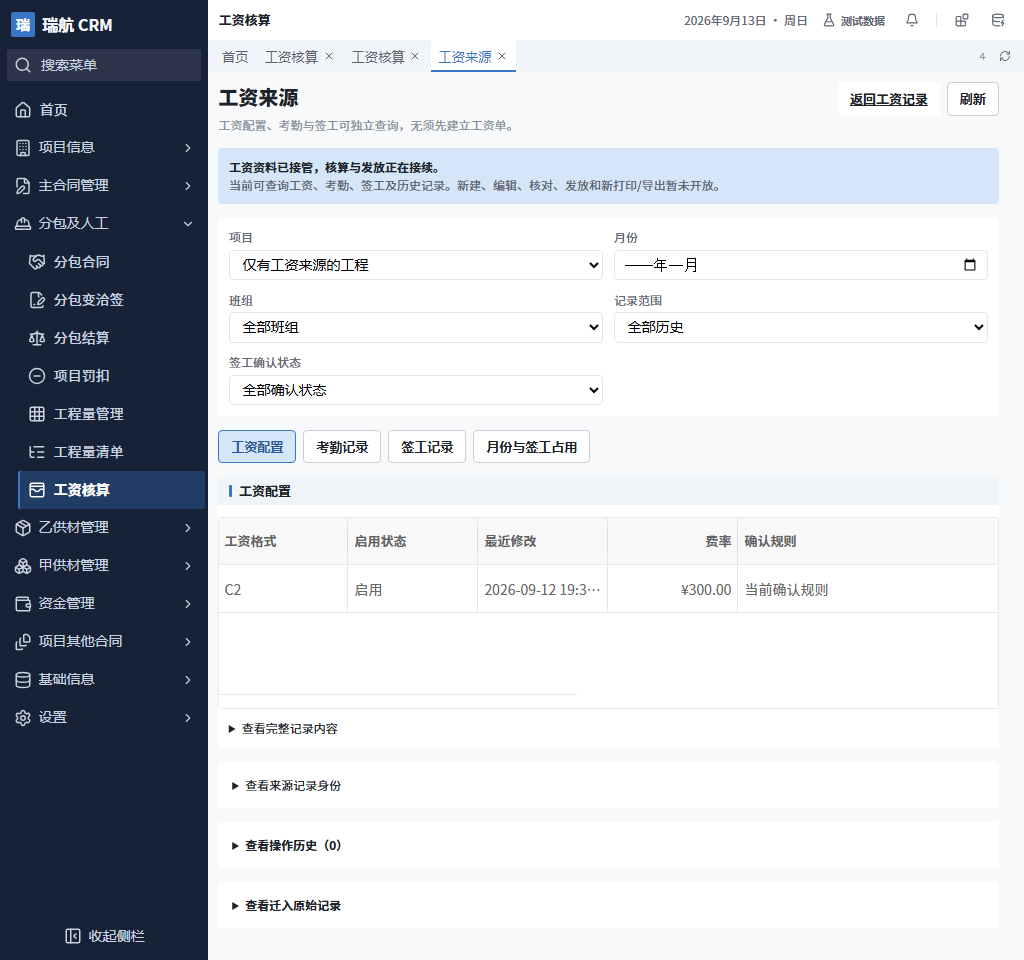 瑞 瑞航 CRM
搜索菜单
首页
项目信息
主合同管理
分包及人工
分包合同
分包变洽签
分包结算
项目罚扣
工程量管理
工程量清单
工资核算
乙供材管理
甲供材管理
资金管理
项目其他合同
基础信息
设置
收起侧栏
工资核算
2026年9月13日 · 周日 测试数据
首页 工资核算 × 工资核算 × 工资来源 × 4
工资来源
返回工资记录 刷新
工资配置、考勤与签工可独立查询，无须先建立工资单。
工资资料已接管，核算与发放正在接续。
当前可查询工资、考勤、签工及历史记录。新建、编辑、核对、发放和新打印/导出暂未开放。
项目 月份
仅有工资来源的工程 ——年—月
班组 记录范围
全部班组 全部历史
签工确认状态
全部确认状态
工资配置 考勤记录 签工记录 月份与签工占用
工资配置
工资格式 启用状态 最近修改 费率 确认规则
C2 启用 2026-09-12 19:3··· ¥300.00 当前确认规则
查看完整记录内容
查看来源记录身份
查看操作历史（0）
查看迁入原始记录